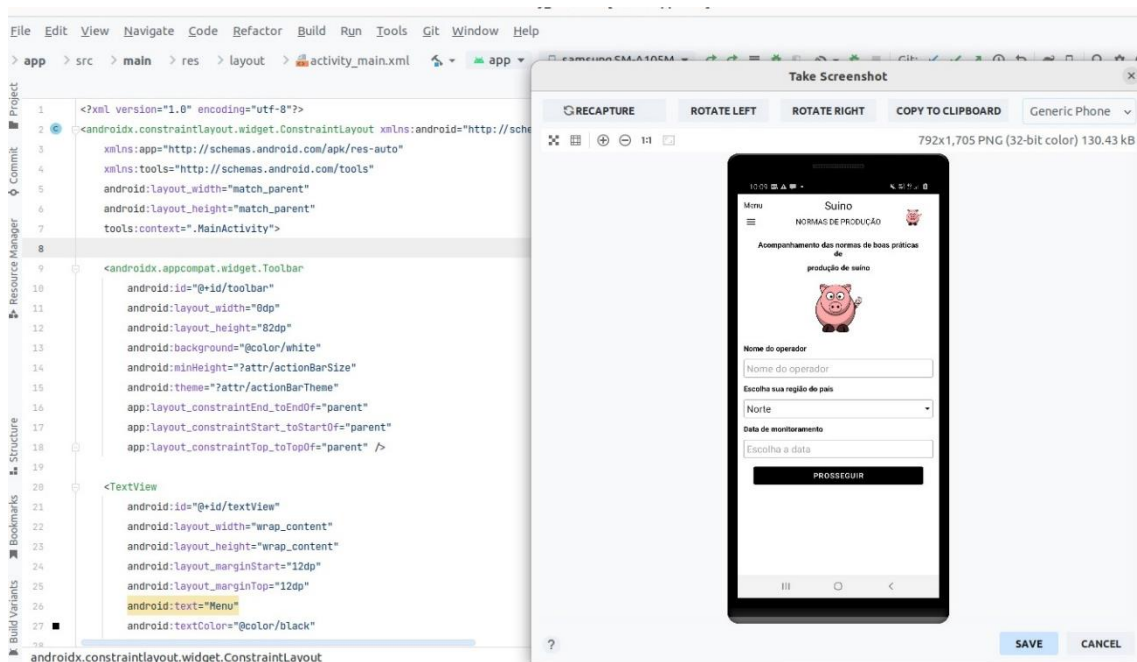 File Edit View Navigate Code Refactor Build Run Tools Git Window Help
app > src > main > res > layout > activity_main.xml app samsung SM-A105M Git:
Project
Commit
Resource Manager
Structure
Bookmarks
Build Variants
1 <?xml version="1.0" encoding="utf-8"?>
2 <androidx.constraintlayout.widget.ConstraintLayout xmlns:android="http://sche
3 xmlns:app="http://schemas.android.com/apk/res-auto"
4 xmlns:tools="http://schemas.android.com/tools"
5 android:layout_width="match_parent"
6 android:layout_height="match_parent"
7 tools:context=".MainActivity">
8
9 <androidx.appcompat.widget.Toolbar
10 android:id="@+id/toolbar"
11 android:layout_width="0dp"
12 android:layout_height="82dp"
13 android:background="@color/white"
14 android:minHeight="?attr/actionBarSize"
15 android:theme="?attr/actionBarTheme"
16 app:layout_constraintEnd_toEndOf="parent"
17 app:layout_constraintStart_toStartOf="parent"
18 app:layout_constraintTop_toTopOf="parent" />
19
20 <TextView
21 android:id="@+id/textView"
22 android:layout_width="wrap_content"
23 android:layout_height="wrap_content"
24 android:layout_marginStart="12dp"
25 android:layout_marginTop="12dp"
26 android:text="Menu"
27 android:textColor="@color/black"
28
androidx.constraintlayout.widget.ConstraintLayout
Take Screenshot
RECAPTURE ROTATE LEFT ROTATE RIGHT COPY TO CLIPBOARD Generic Phone
1:1 792x1,705 PNG (32-bit color) 130.43 kB
10:09
Menu Suino
NORMAS DE PRODUÇÃO
Acompanhamento das normas de boas práticas
de
produção de suíno
Nome do operador
Nome do operador
Escolha sua região do país
Norte
Data de monitoramento
Escolha a data
PROSSEGUIR
? SAVE CANCEL